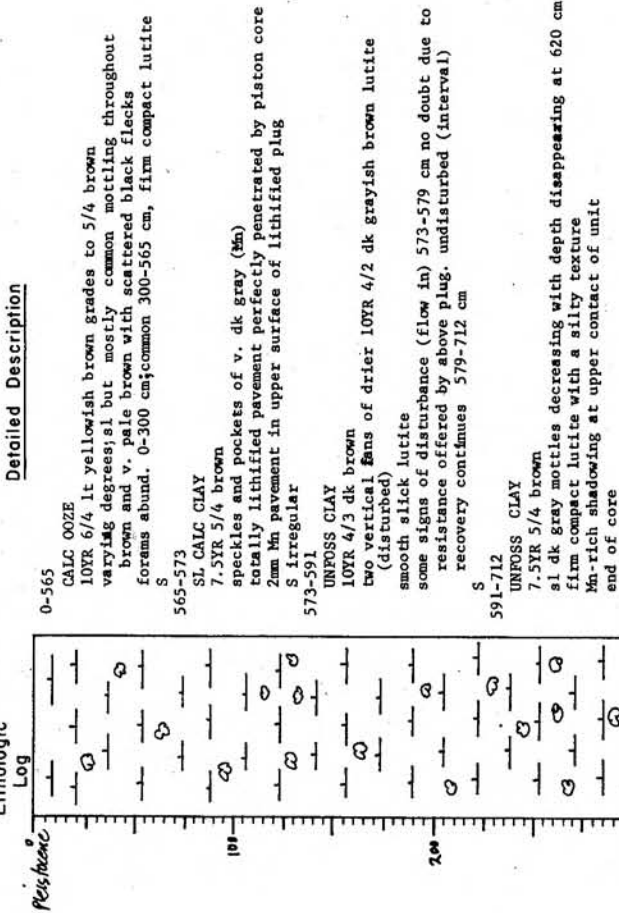 Detailed Description
Lithologic
Log
Pleistocene
0
100
200
0-565
CALC OOZE
10YR 6/4 lt yellowish brown grades to 5/4 brown
varying degrees;sl but mostly common mottling throughout
brown and v. pale brown with scattered black flecks
forams abund. 0-300 cm;common 300-565 cm, firm compact lutite
S
565-573
SL CALC CLAY
7.5YR 5/4 brown
speckles and pockets of v. dk gray (Mn)
totally lithified pavement perfectly penetrated by piston core
2mm Mn pavement in upper surface of lithified plug
S irregular
573-591
UNFOSS CLAY
10YR 4/3 dk brown
two vertical fans of drier 10YR 4/2 dk grayish brown lutite
(disturbed)
smooth slick lutite
some signs of disturbance (flow in) 573-579 cm no doubt due to
resistance offered by above plug. undisturbed (interval)
recovery continues 579-712 cm
S
591-712
UNFOSS CLAY
7.5YR 5/4 brown
sl dk gray mottles decreasing with depth disappearing at 620 cm
firm compact lutite with a silty texture
Mn-rich shadowing at upper contact of unit
end of core